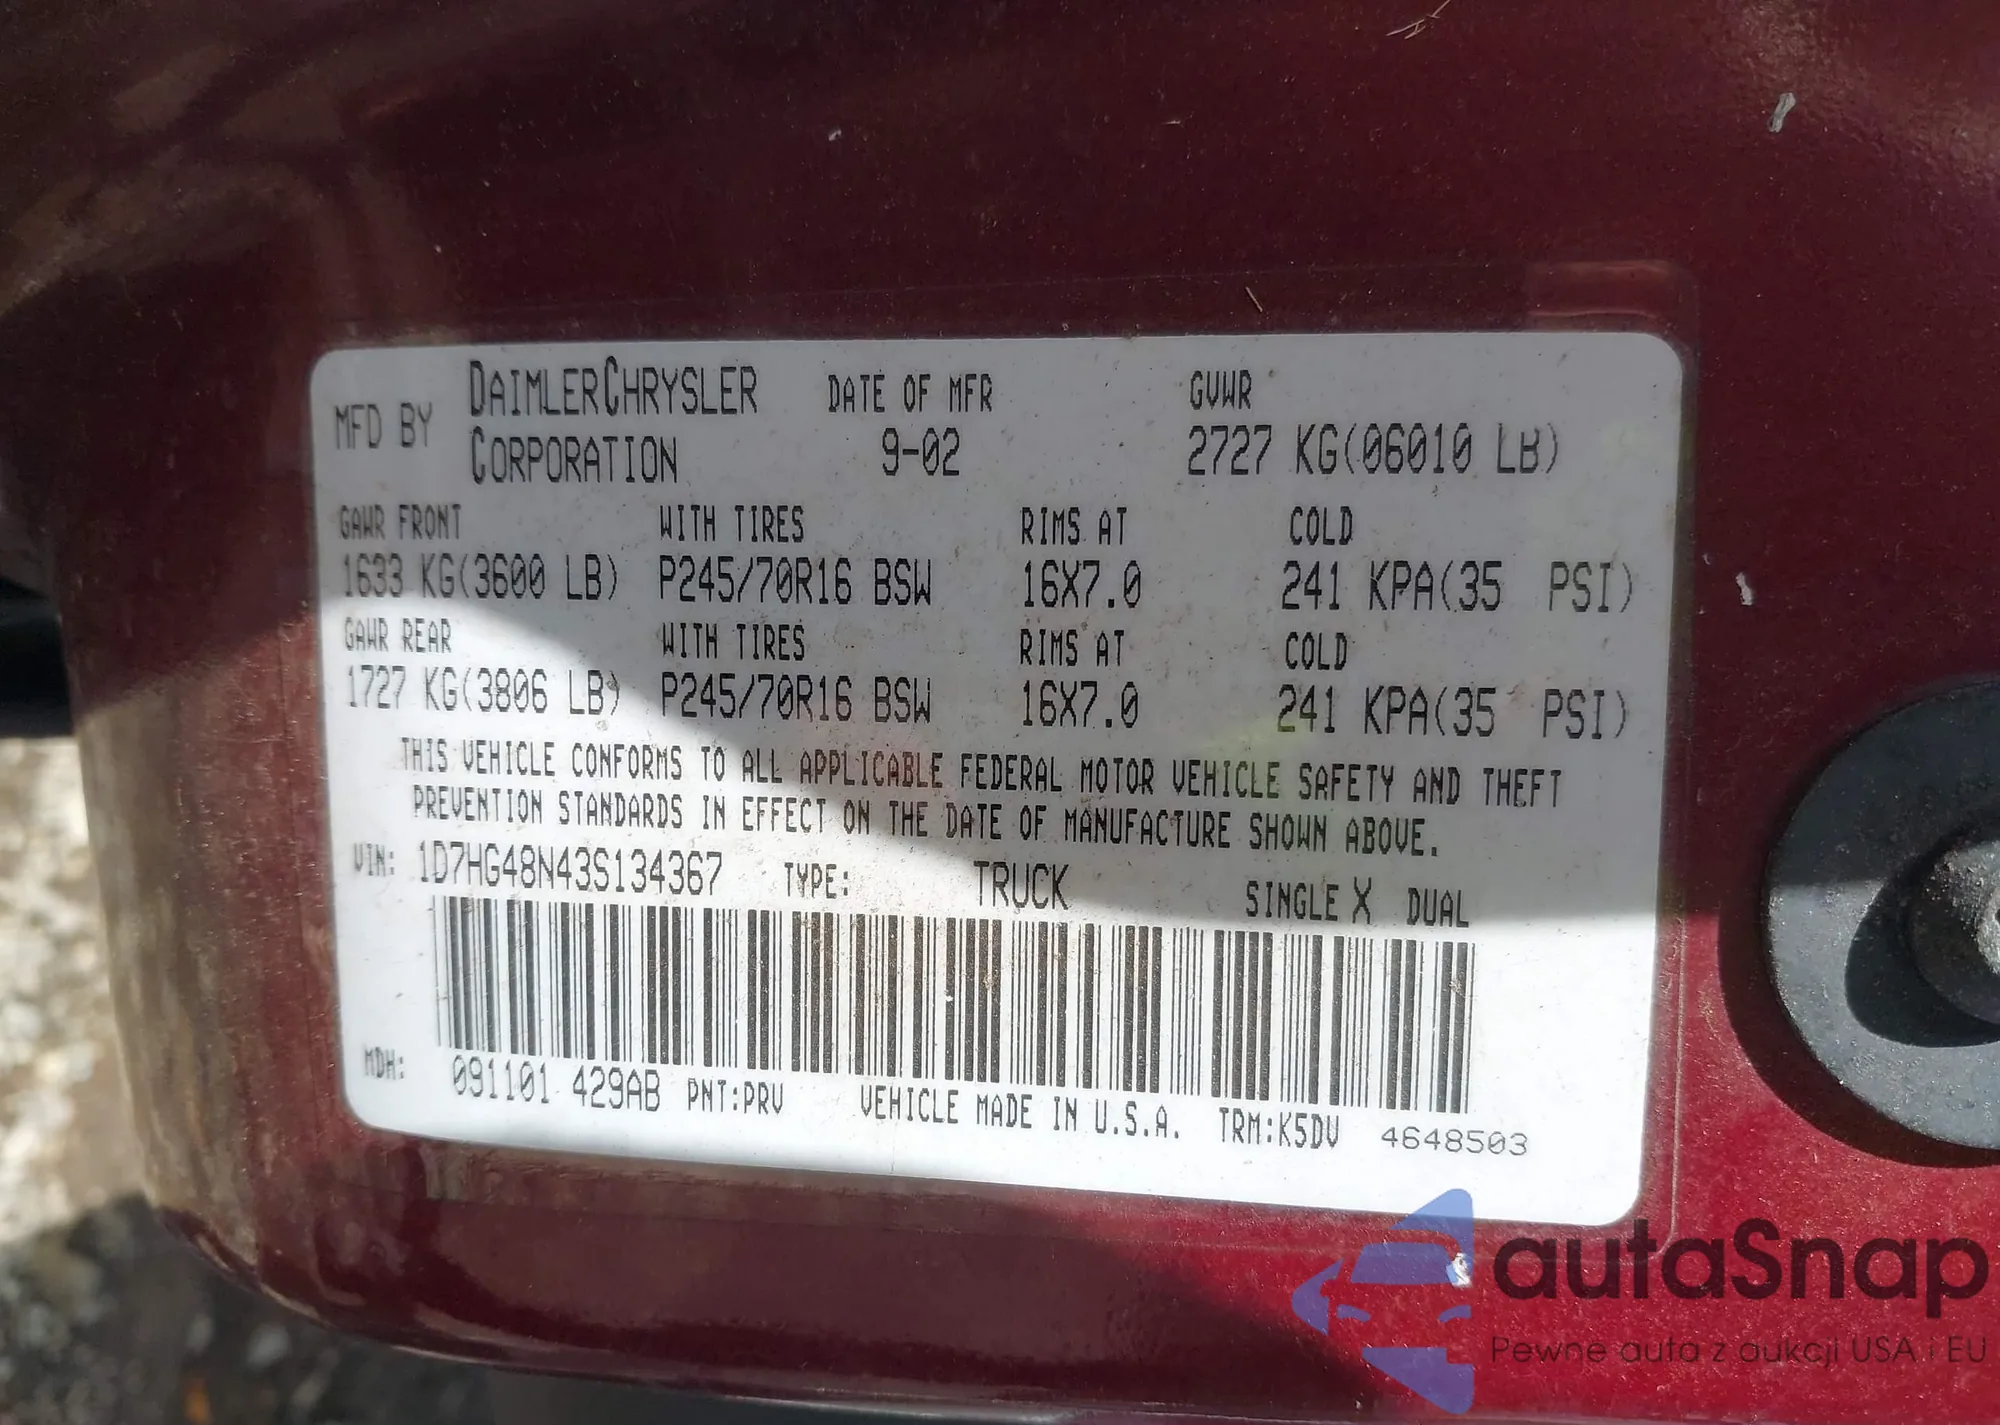 MFD BY DAIMLERCHRYSLER CORPORATION DATE OF MFR 9-02 GVWR 2727 KG(06010 LB)
GAWR FRONT WITH TIRES RIMS AT COLD
1633 KG(3600 LB) P245/70R16 BSW 16X7.0 241 KPA(35 PSI)
GAWR REAR WITH TIRES RIMS AT COLD
1727 KG(3806 LB) P245/70R16 BSW 16X7.0 241 KPA(35 PSI)
THIS VEHICLE CONFORMS TO ALL APPLICABLE FEDERAL MOTOR VEHICLE SAFETY AND THEFT
PREVENTION STANDARDS IN EFFECT ON THE DATE OF MANUFACTURE SHOWN ABOVE.
VIN: 1D7HG48N43S134367 TYPE: TRUCK SINGLE X DUAL
MDH: 091101 429AB PNT:PRV VEHICLE MADE IN U.S.A. TRM:K5DV 4648503
autaSnap
Pewne auta z aukcji USA i EU